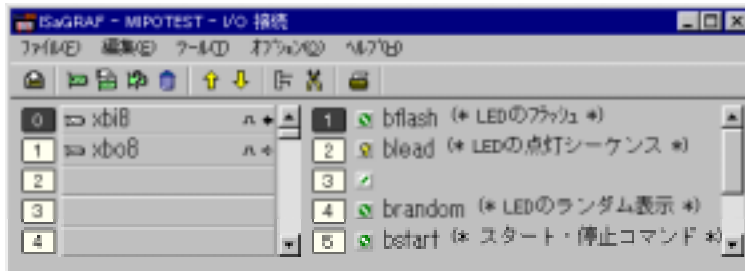 ISaGRAF - MIPOTEST - I/O 接続
ﾌｧｲﾙ(F) 編集(E) ﾂｰﾙ(T) ｵﾌﾟｼｮﾝ(O) ﾍﾙﾌﾟ(H)
0 xbi8
1 xbo8
2
3
4
1 bflash (* LEDのﾌﾗｯｼｭ *)
2 blead (* LEDの点灯シーケンス *)
3
4 brandom (* LEDのランダム表示 *)
5 bstart (* スタート・停止コマンド *)